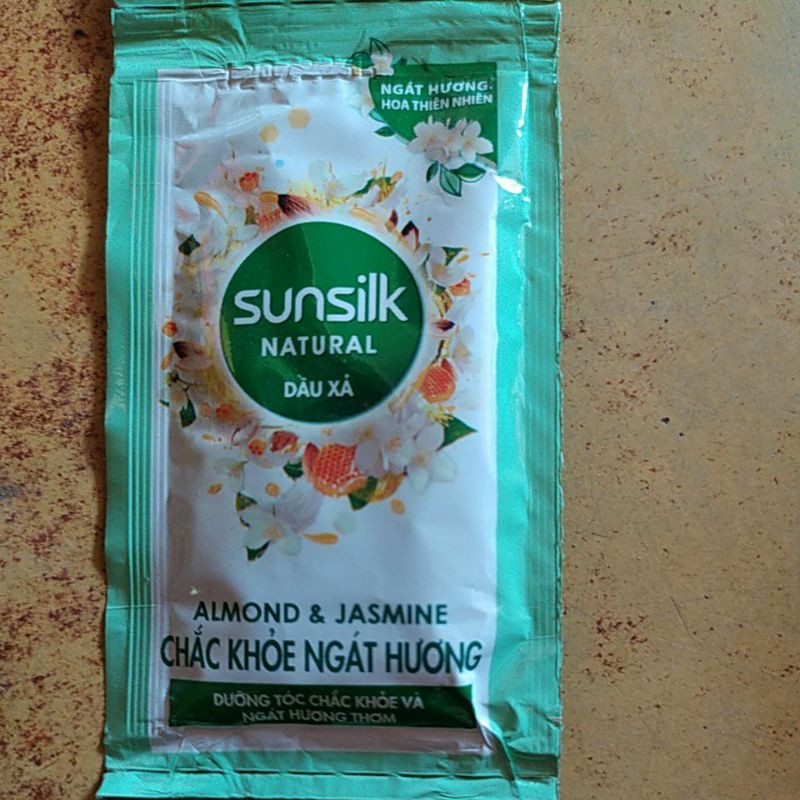 NGÁT HƯƠNG
HOA THIÊN NHIÊN
sunsilk
NATURAL
DẦU XẢ
ALMOND & JASMINE
CHẮC KHỎE NGÁT HƯƠNG
DƯỠNG TÓC CHẮC KHỎE VÀ
NGÁT HƯƠNG THƠM